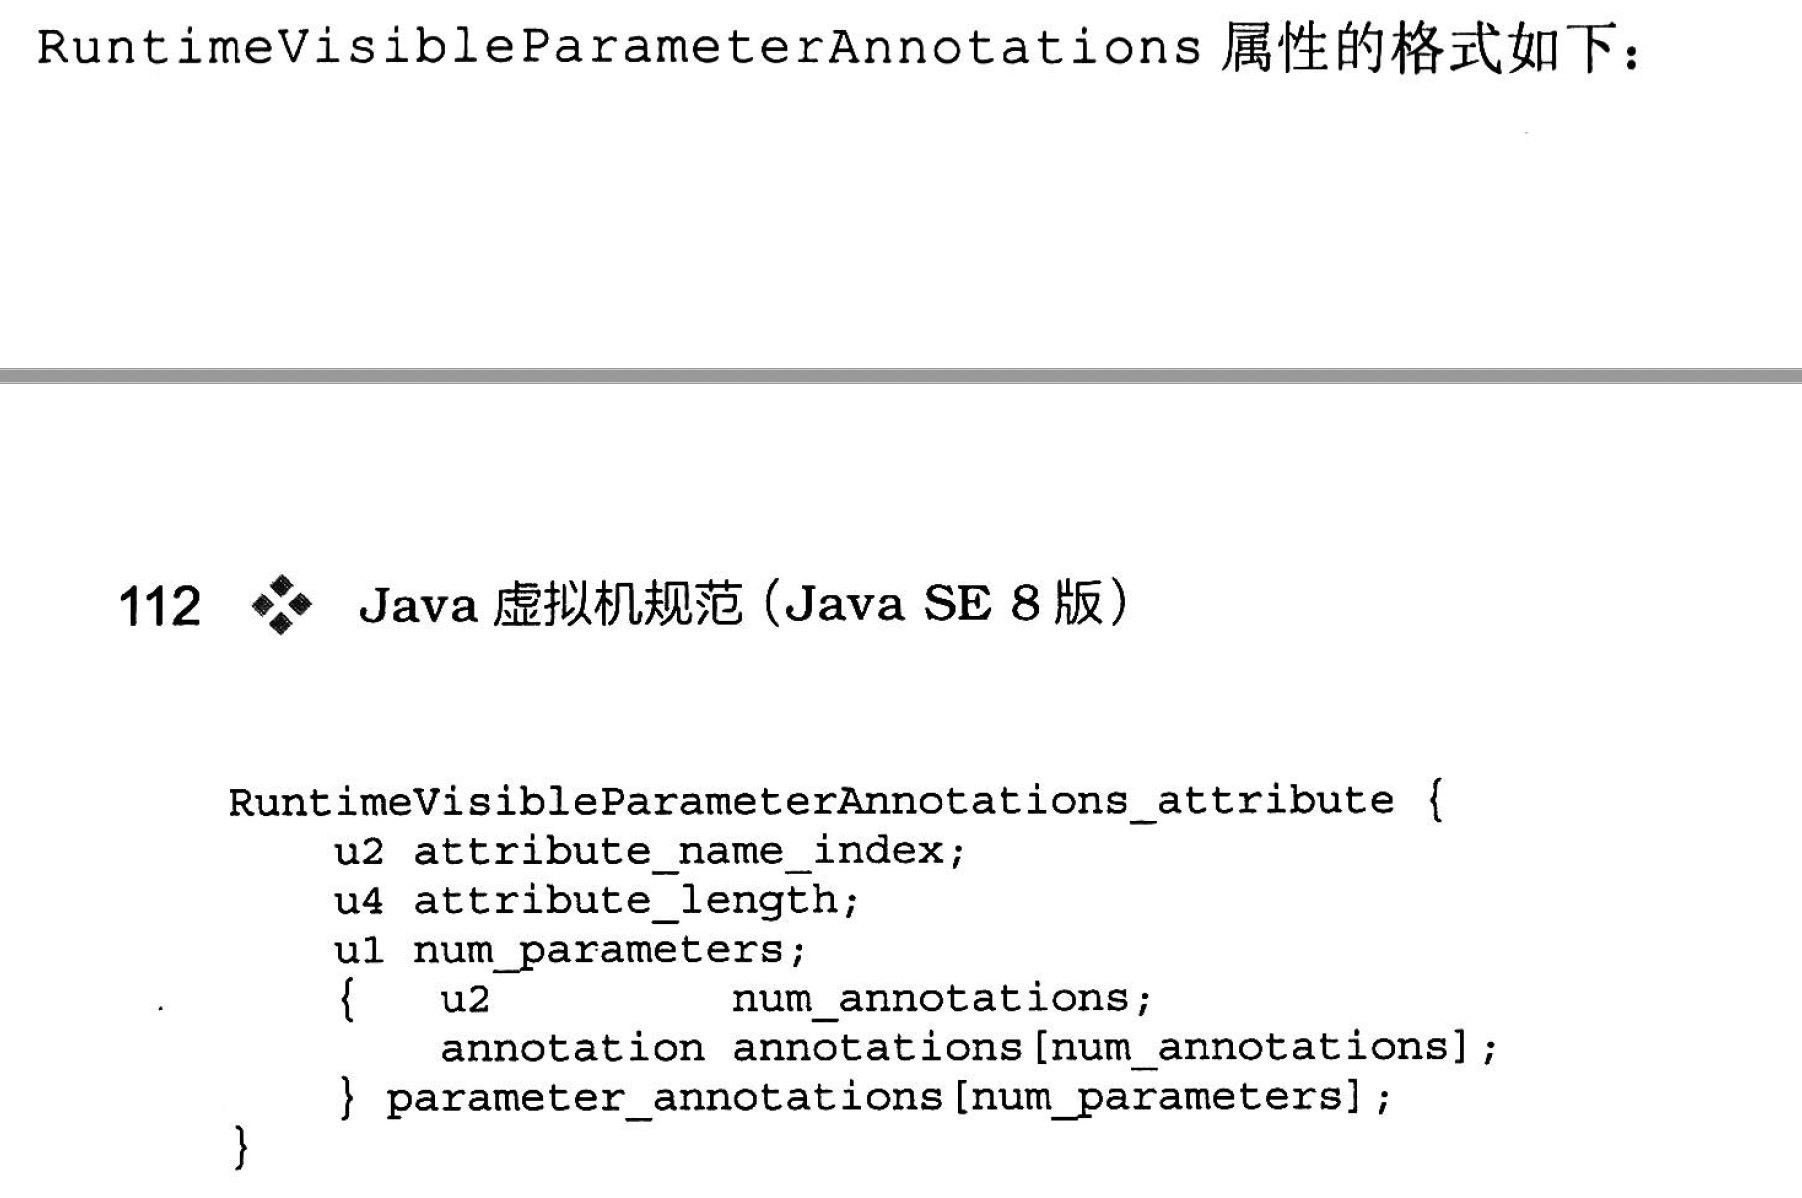 RuntimeVisibleParameterAnnotations 属性的格式如下：
112 ❖ Java 虚拟机规范（Java SE 8 版）
RuntimeVisibleParameterAnnotations_attribute {
    u2 attribute_name_index;
    u4 attribute_length;
    u1 num_parameters;
    {   u2         num_annotations;
        annotation annotations[num_annotations];
    } parameter_annotations[num_parameters];
}